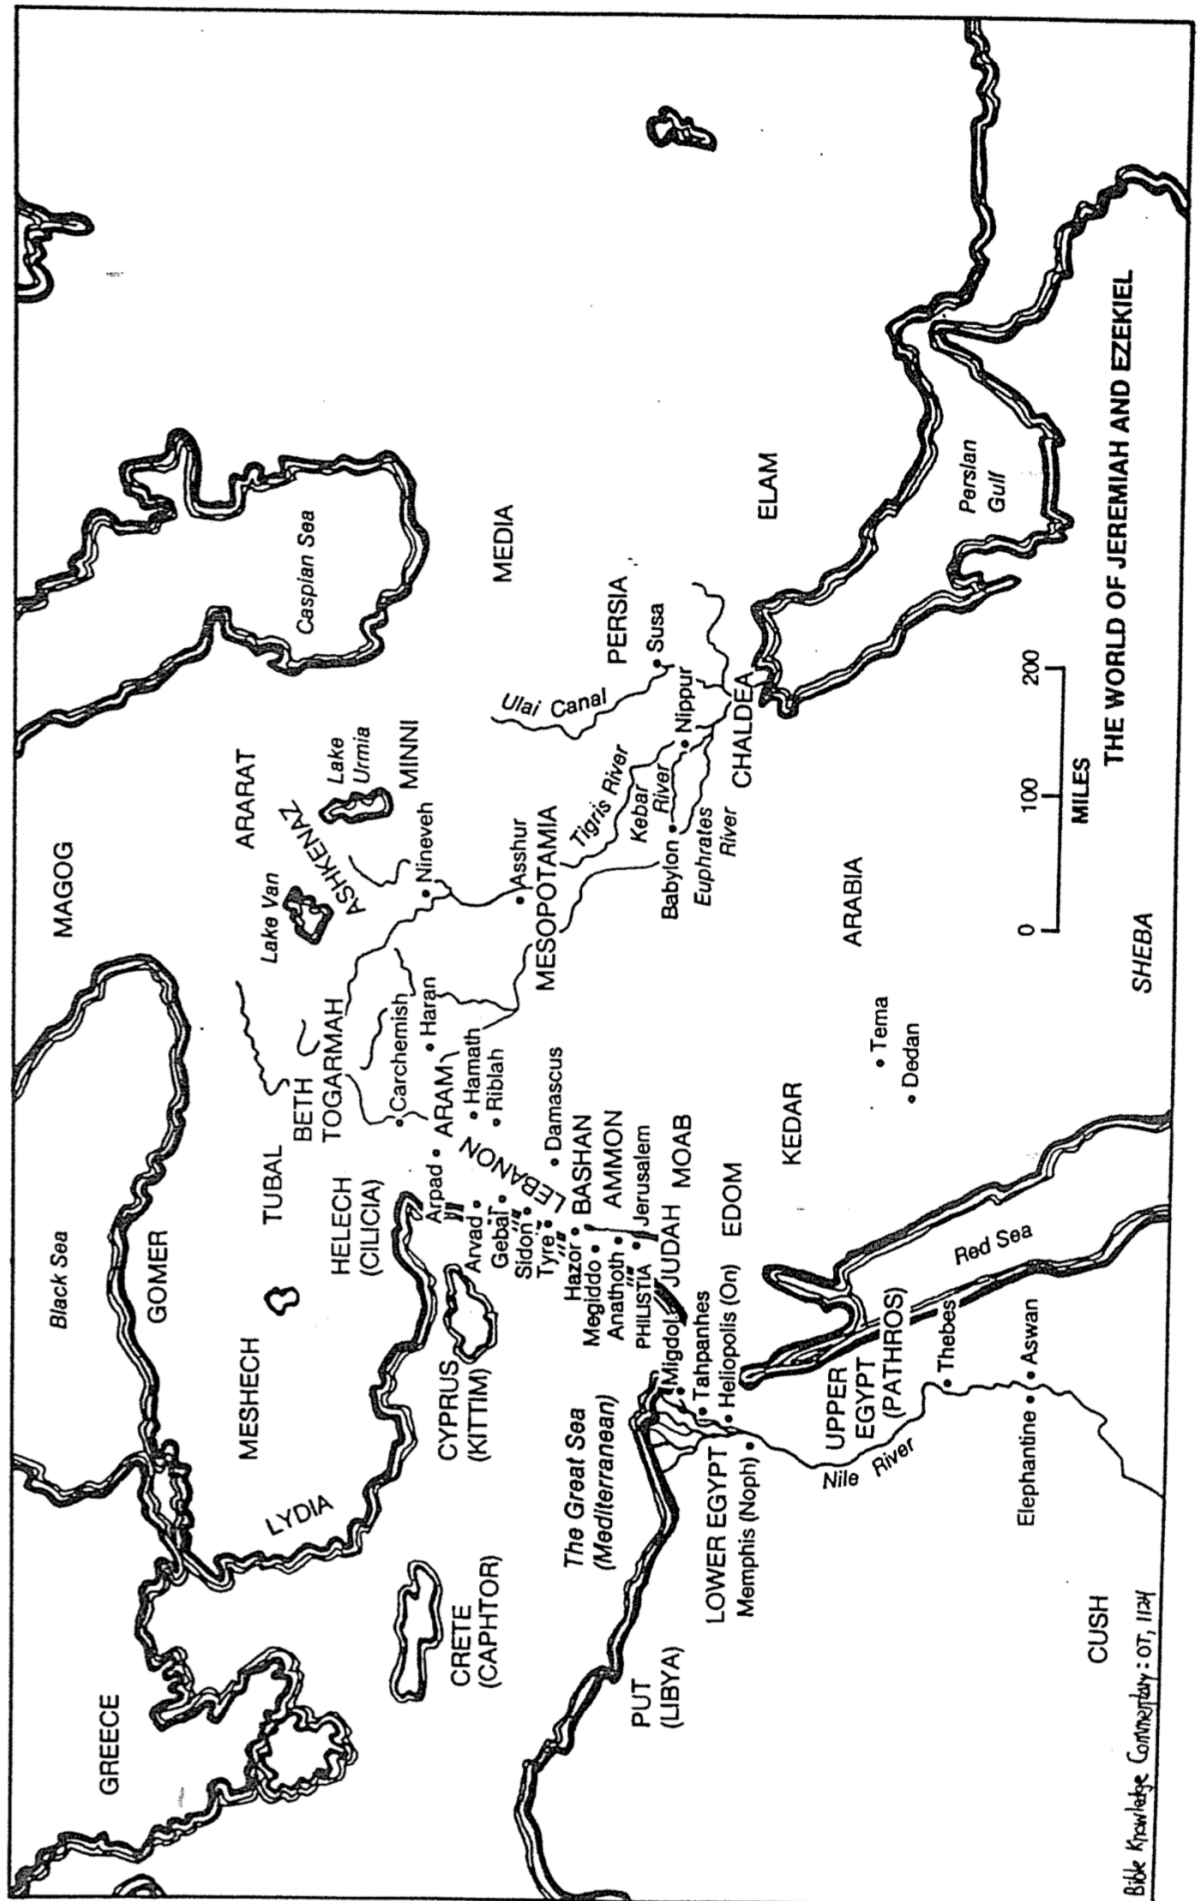 Black Sea
MAGOG
Caspian Sea
GREECE
GOMER
MESHECH
TUBAL
LYDIA
BETH
TOGARMAH
HELECH
(CILICIA)
ARARAT
ASHKENAZ
Lake Van
Lake
Urmia
MINNI
MEDIA
Carchemish
Haran
Nineveh
Asshur
MESOPOTAMIA
Arpad
ARAM
Hamath
Riblah
LEBANON
Arvad
Gebal
Sidon
Tyre
Damascus
CYPRUS
(KITTIM)
CRETE
(CAPHTOR)
The Great Sea
(Mediterranean)
Hazor
BASHAN
Megiddo
AMMON
Anathoth
Jerusalem
PHILISTIA
JUDAH
MOAB
EDOM
Migdol
Tahpanhes
Heliopolis (On)
LOWER EGYPT
Memphis (Noph)
PUT
(LIBYA)
UPPER
EGYPT
(PATHROS)
Nile River
Thebes
Elephantine
Aswan
CUSH
Red Sea
KEDAR
Tema
Dedan
ARABIA
SHEBA
Tigris River
Kebar
River
Babylon
Euphrates
River
Nippur
CHALDEA
Ulai Canal
PERSIA
Susa
ELAM
Persian
Gulf
0 100 200
MILES
THE WORLD OF JEREMIAH AND EZEKIEL
Bible Knowledge Commentary: OT, 1124